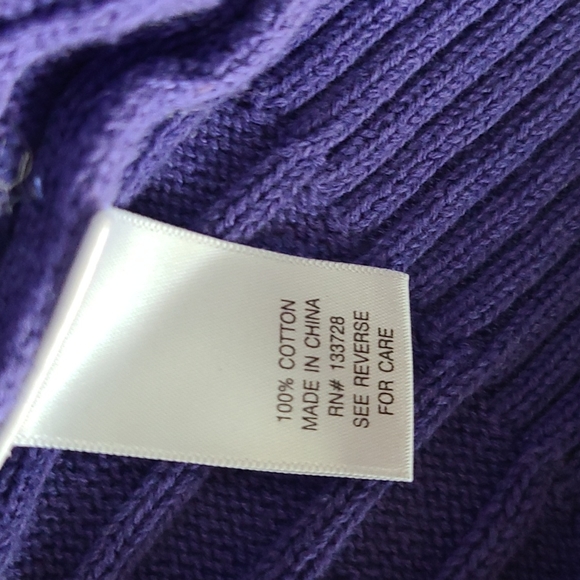 100% COTTON
MADE IN CHINA
RN# 133728
SEE REVERSE
FOR CARE